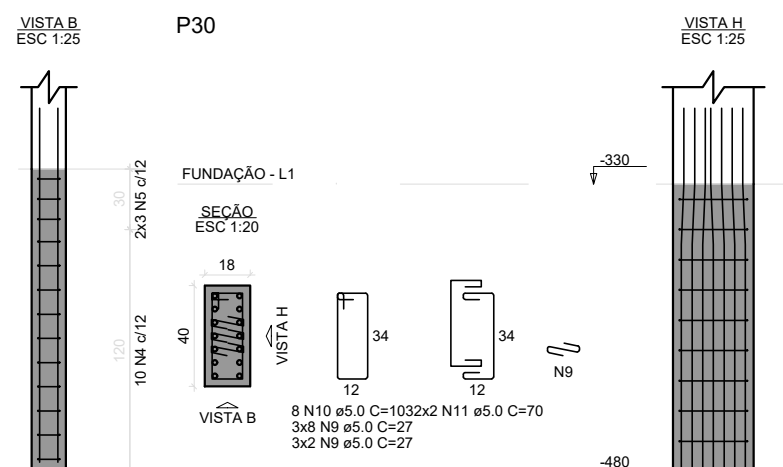 VISTA B
ESC 1:25
P30
VISTA H
ESC 1:25
2x3 N5 c/12
30
FUNDAÇÃO - L1
-330
SEÇÃO
ESC 1:20
18
40
VISTA H
VISTA B
34
12
34
12
N9
120
10 N4 c/12
8 N10 ø5.0 C=1032x2 N11 ø5.0 C=70
3x8 N9 ø5.0 C=27
3x2 N9 ø5.0 C=27
-480